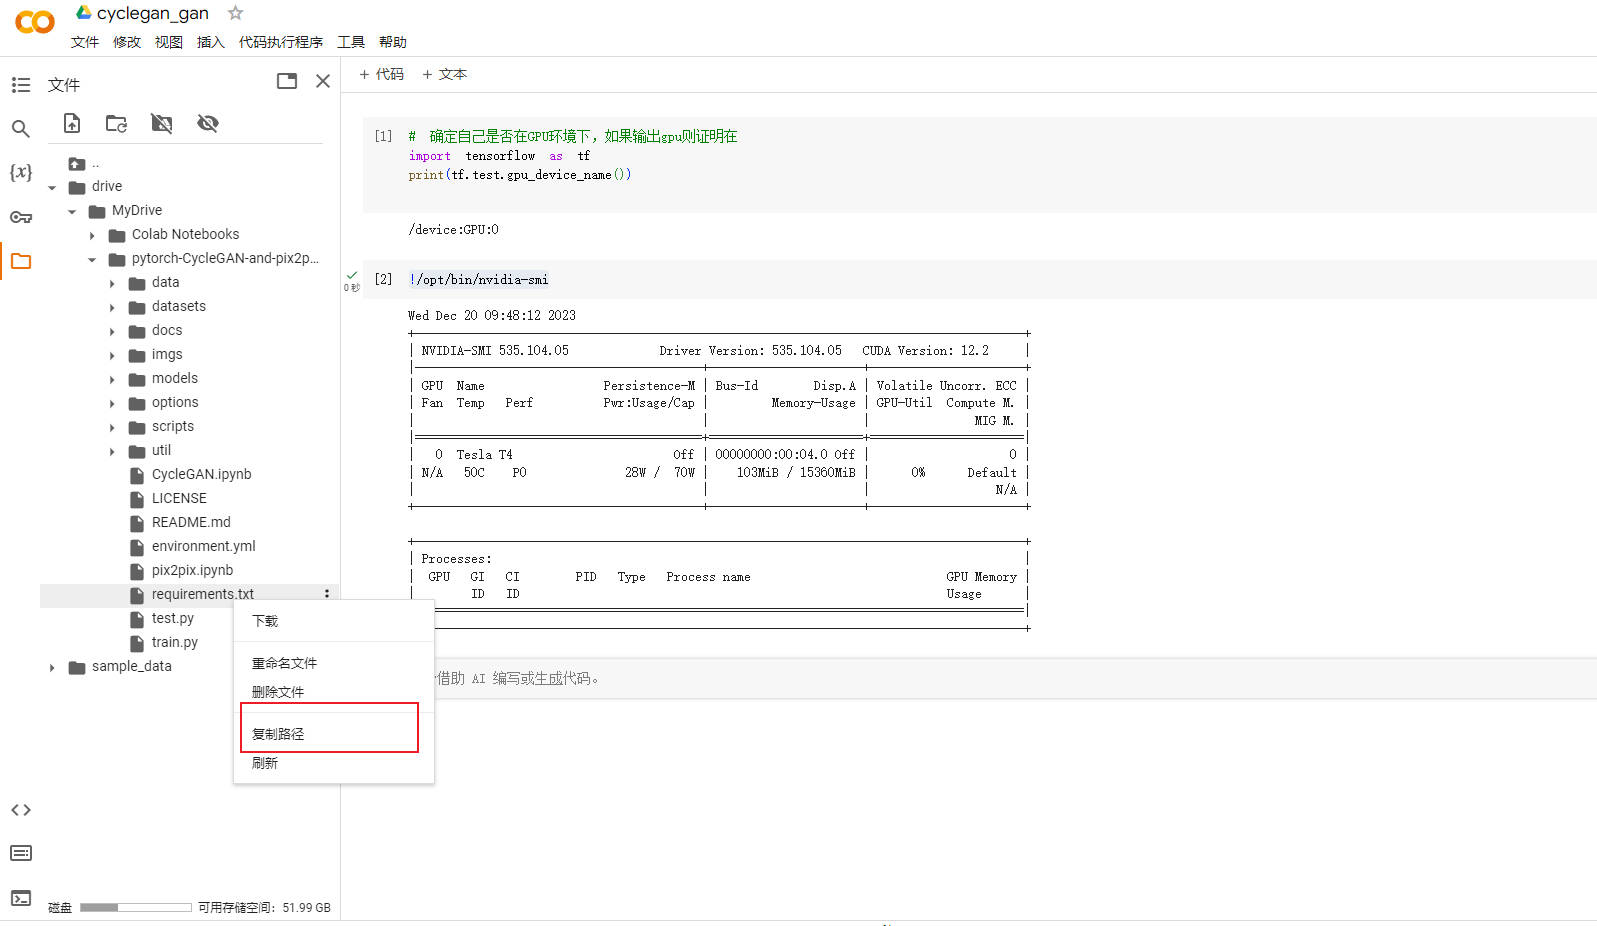 cyclegan_gan
文件 修改 视图 插入 代码执行程序 工具 帮助
文件
+ 代码 + 文本
..
drive
MyDrive
Colab Notebooks
pytorch-CycleGAN-and-pix2p...
data
datasets
docs
imgs
models
options
scripts
util
CycleGAN.ipynb
LICENSE
README.md
environment.yml
pix2pix.ipynb
requirements.txt
test.py
train.py
sample_data
下载
重命名文件
删除文件
复制路径
刷新
磁盘 可用存储空间: 51.99 GB
[1] # 确定自己是否在GPU环境下，如果输出gpu则证明在
import tensorflow as tf
print(tf.test.gpu_device_name())
/device:GPU:0
0 秒
[2] !/opt/bin/nvidia-smi
Wed Dec 20 09:48:12 2023
NVIDIA-SMI 535.104.05 Driver Version: 535.104.05 CUDA Version: 12.2
GPU Name Persistence-M | Bus-Id Disp.A | Volatile Uncorr. ECC
Fan Temp Perf Pwr:Usage/Cap | Memory-Usage | GPU-Util Compute M.
MIG M.
0 Tesla T4 Off | 00000000:00:04.0 Off | 0
N/A 50C P0 28W / 70W | 103MiB / 15360MiB | 0% Default
N/A
Processes:
GPU GI CI PID Type Process name GPU Memory
ID ID Usage
借助 AI 编写或生成代码。